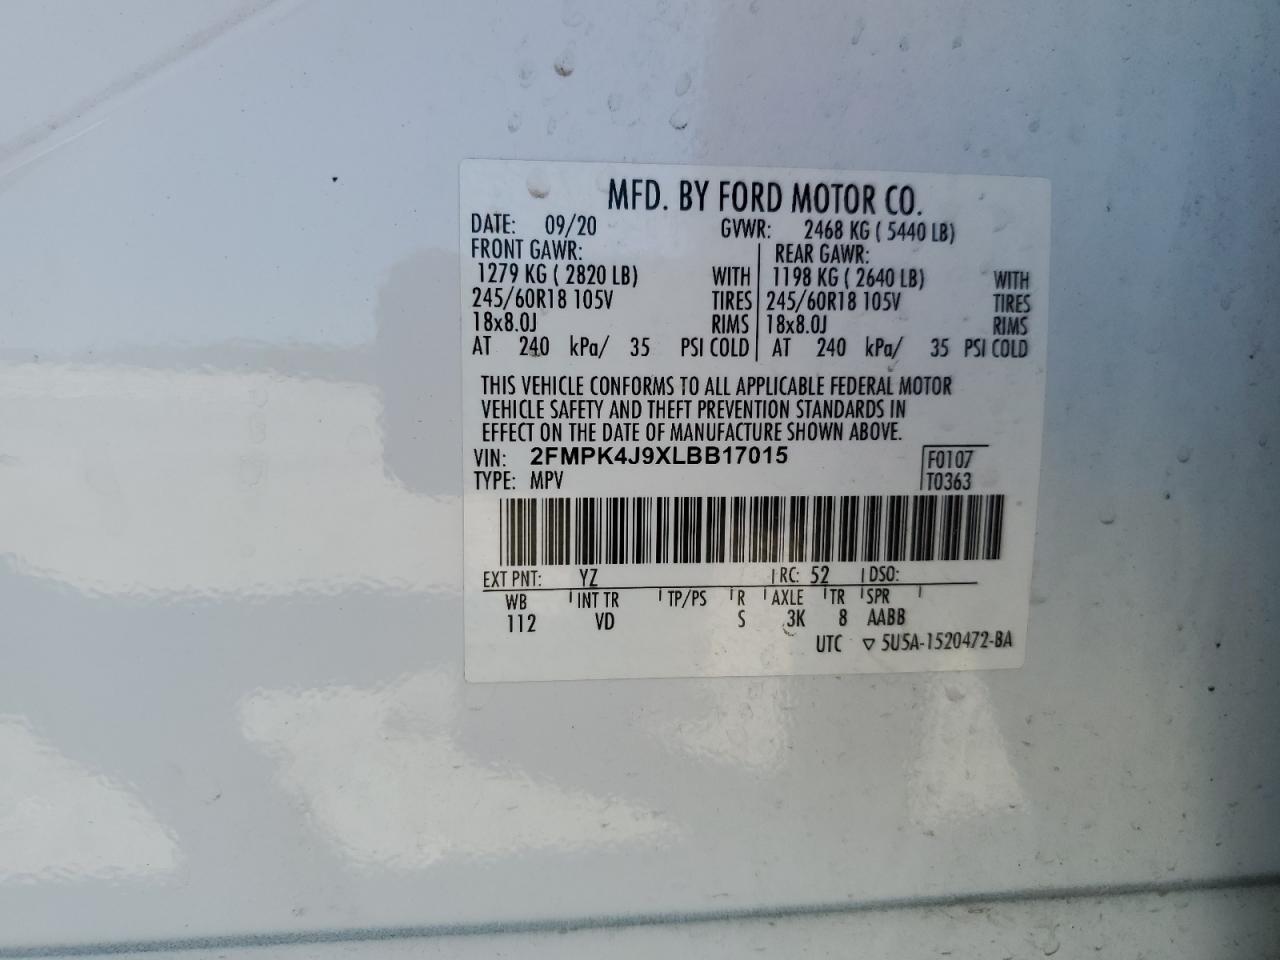 MFD. BY FORD MOTOR CO.
DATE: 09/20 GVWR: 2468 KG ( 5440 LB)
FRONT GAWR: REAR GAWR:
1279 KG ( 2820 LB) WITH 1198 KG ( 2640 LB) WITH
245/60R18 105V TIRES 245/60R18 105V TIRES
18x8.0J RIMS 18x8.0J RIMS
AT 240 kPa/ 35 PSI COLD AT 240 kPa/ 35 PSI COLD
THIS VEHICLE CONFORMS TO ALL APPLICABLE FEDERAL MOTOR
VEHICLE SAFETY AND THEFT PREVENTION STANDARDS IN
EFFECT ON THE DATE OF MANUFACTURE SHOWN ABOVE.
VIN: 2FMPK4J9XLBB17015 F0107
TYPE: MPV T0363
EXT PNT: YZ RC: 52 DSO:
WB INT TR TP/PS R AXLE TR SPR
112 VD S 3K 8 AABB
UTC ▽ 5U5A-1520472-BA